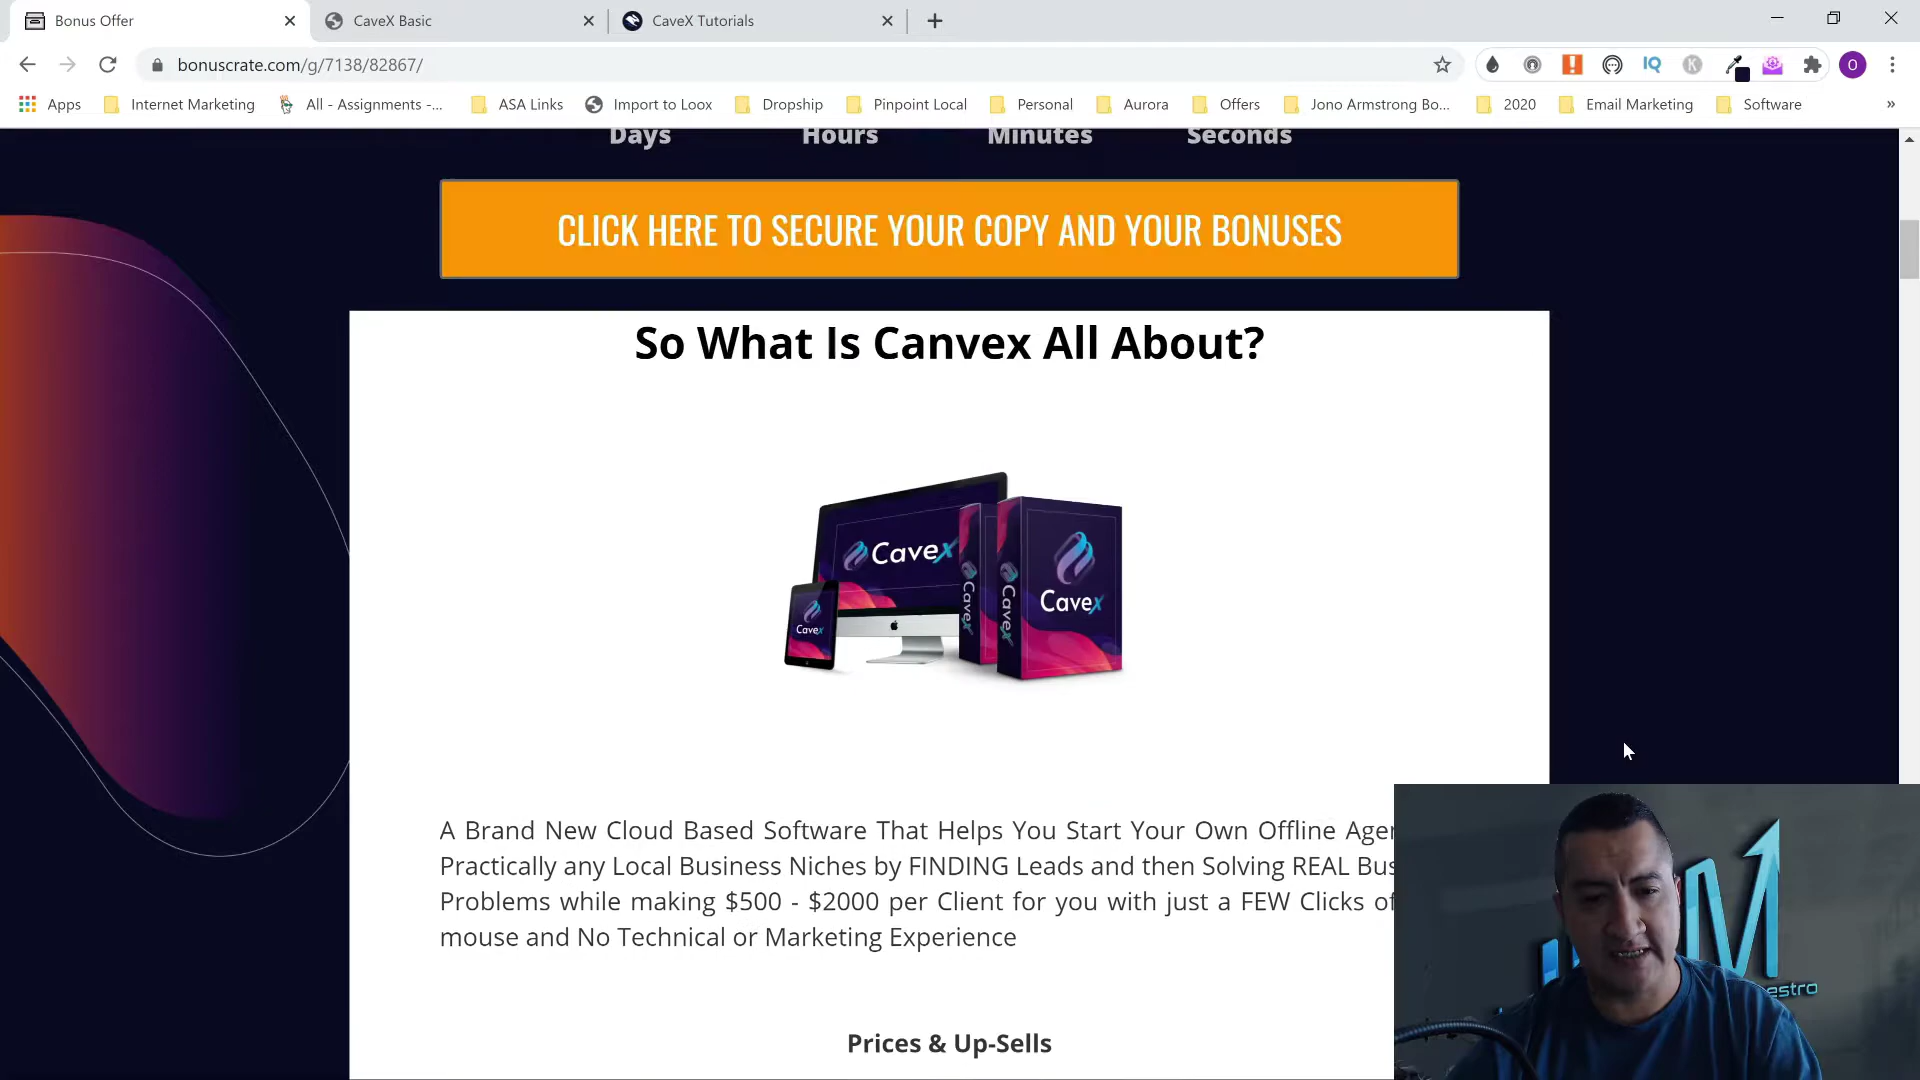 Bonus Offer
CaveX Basic
CaveX Tutorials
bonuscrate.com/g/7138/82867/
IQ
K
O
Apps
Internet Marketing
All - Assignments -...
ASA Links
Import to Loox
Dropship
Pinpoint Local
Personal
Aurora
Offers
Jono Armstrong Bo...
2020
Email Marketing
Software
»
Days
Hours
Minutes
Seconds
CLICK HERE TO SECURE YOUR COPY AND YOUR BONUSES
So What Is Canvex All About?
Cavex
Cavex
Cavex
Cavex
Cavex
A Brand New Cloud Based Software That Helps You Start Your Own Offline Agen
Practically any Local Business Niches by FINDING Leads and then Solving REAL Bus
Problems while making $500 - $2000 per Client for you with just a FEW Clicks of
mouse and No Technical or Marketing Experience
Prices & Up-Sells
M
estro